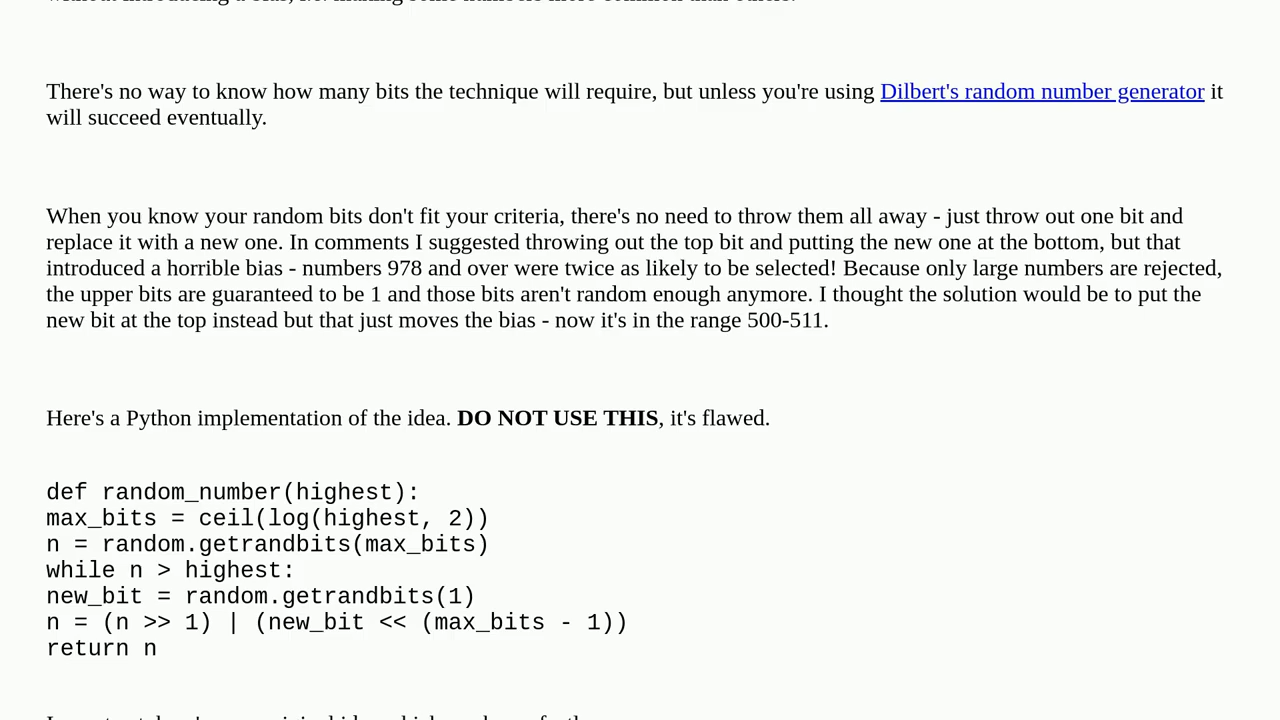 There's no way to know how many bits the technique will require, but unless you're using Dilbert's random number generator it
will succeed eventually.
When you know your random bits don't fit your criteria, there's no need to throw them all away - just throw out one bit and
replace it with a new one. In comments I suggested throwing out the top bit and putting the new one at the bottom, but that
introduced a horrible bias - numbers 978 and over were twice as likely to be selected! Because only large numbers are rejected,
the upper bits are guaranteed to be 1 and those bits aren't random enough anymore. I thought the solution would be to put the
new bit at the top instead but that just moves the bias - now it's in the range 500-511.
Here's a Python implementation of the idea. DO NOT USE THIS, it's flawed.
def random_number(highest):
max_bits = ceil(log(highest, 2))
n = random.getrandbits(max_bits)
while n > highest:
new_bit = random.getrandbits(1)
n = (n >> 1) | (new_bit << (max_bits - 1))
return n